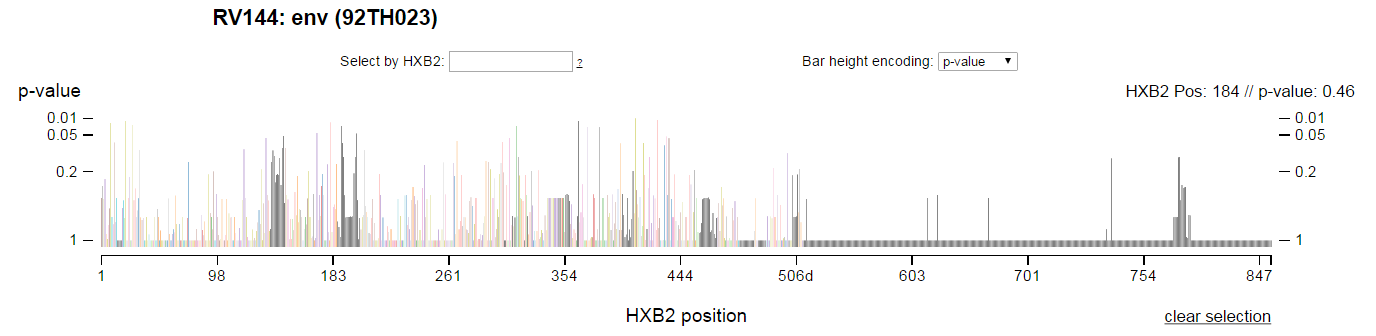 RV144: env (92TH023)
Select by HXB2: ?
Bar height encoding: p-value ▼
p-value
HXB2 Pos: 184 // p-value: 0.46
0.01
0.05
0.2
1
0.01
0.05
0.2
1
1 98 183 261 354 444 506d 603 701 754 847
HXB2 position
clear selection